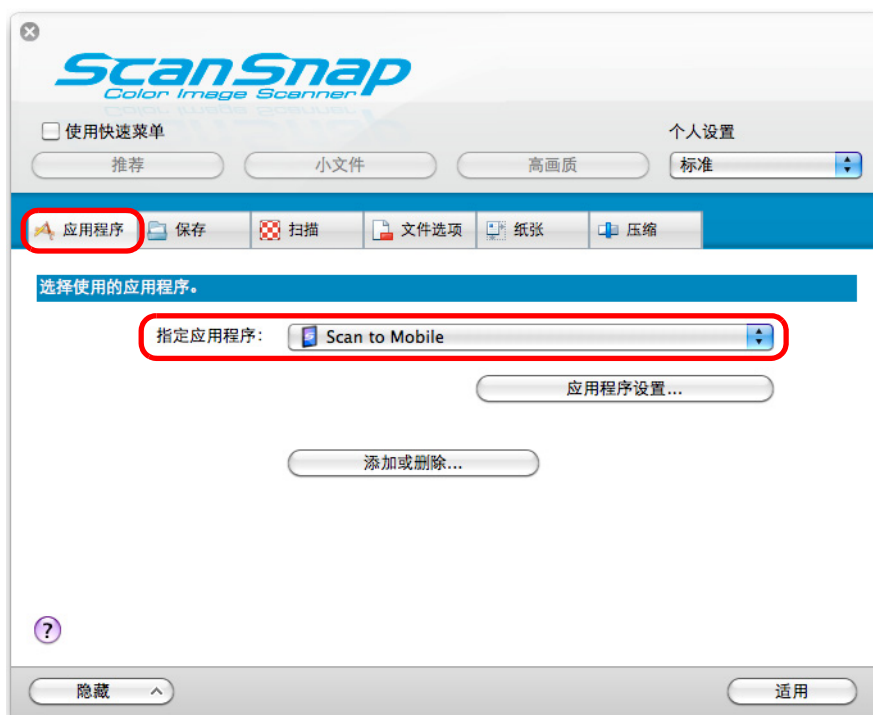 ScanSnap
Color Image Scanner
使用快速菜单
个人设置
推荐 小文件 高画质 标准
应用程序 保存 扫描 文件选项 纸张 压缩
选择使用的应用程序。
指定应用程序: Scan to Mobile
应用程序设置...
添加或删除...
?
隐藏 适用